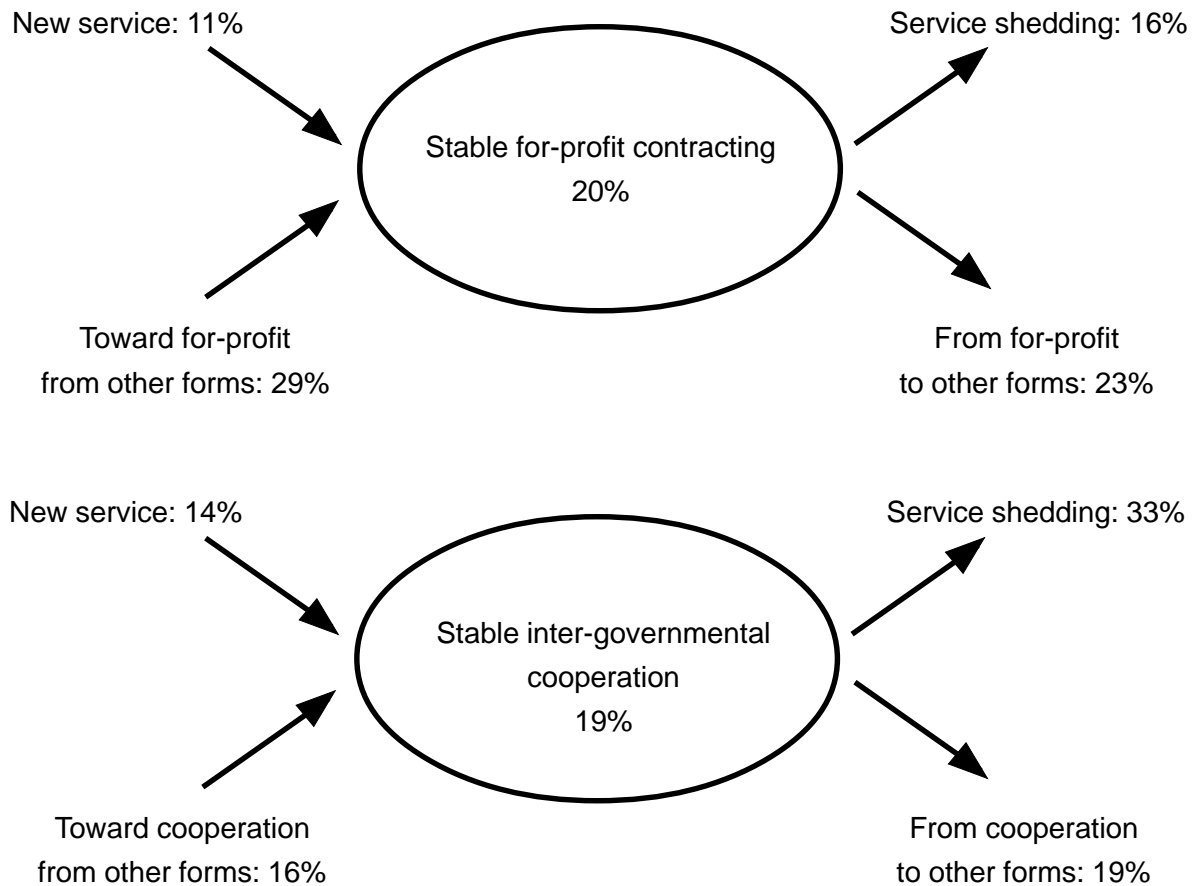 New service: 11%
Service shedding: 16%
Stable for-profit contracting
20%
Toward for-profit
from other forms: 29%
From for-profit
to other forms: 23%
New service: 14%
Service shedding: 33%
Stable inter-governmental
cooperation
19%
Toward cooperation
from other forms: 16%
From cooperation
to other forms: 19%